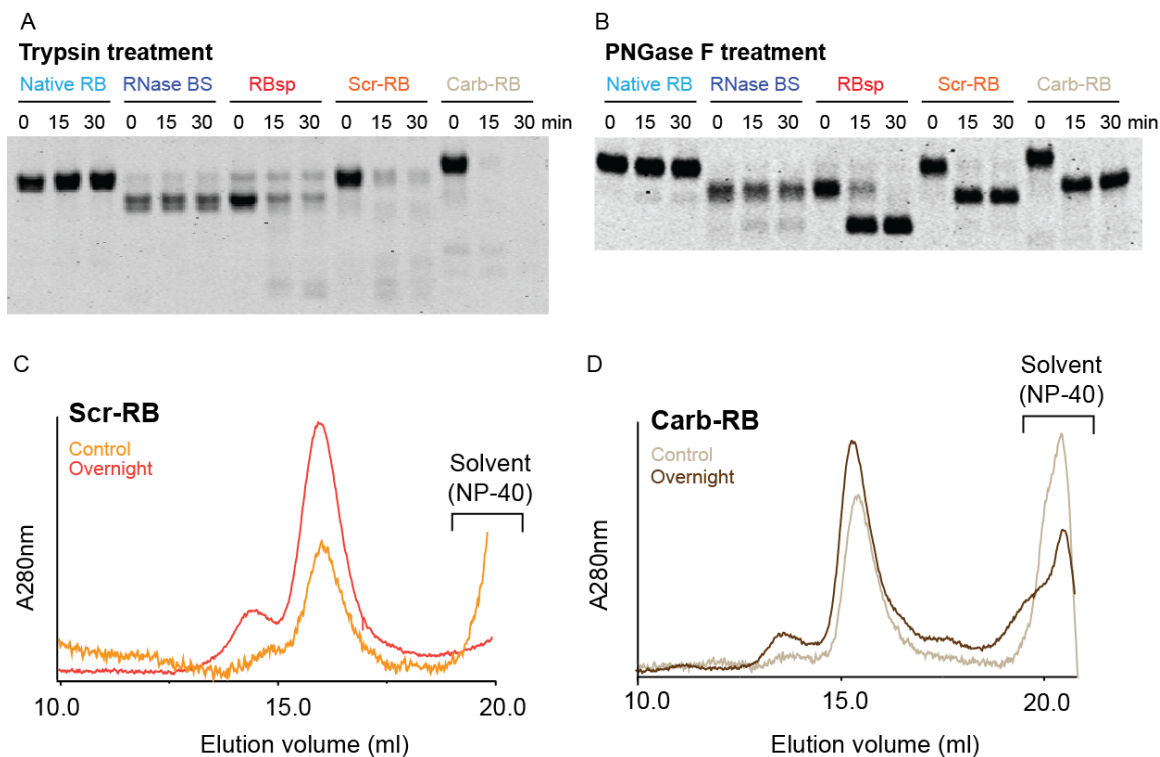 A
Trypsin treatment
Native RB RNase BS RBsp Scr-RB Carb-RB
0 15 30 0 15 30 0 15 30 0 15 30 0 15 30 min
B
PNGase F treatment
Native RB RNase BS RBsp Scr-RB Carb-RB
0 15 30 0 15 30 0 15 30 0 15 30 0 15 30 min
C
Scr-RB
Control
Overnight
Solvent
(NP-40)
A280nm
10.0 15.0 20.0
Elution volume (ml)
D
Carb-RB
Control
Overnight
Solvent
(NP-40)
A280nm
10.0 15.0 20.0
Elution volume (ml)